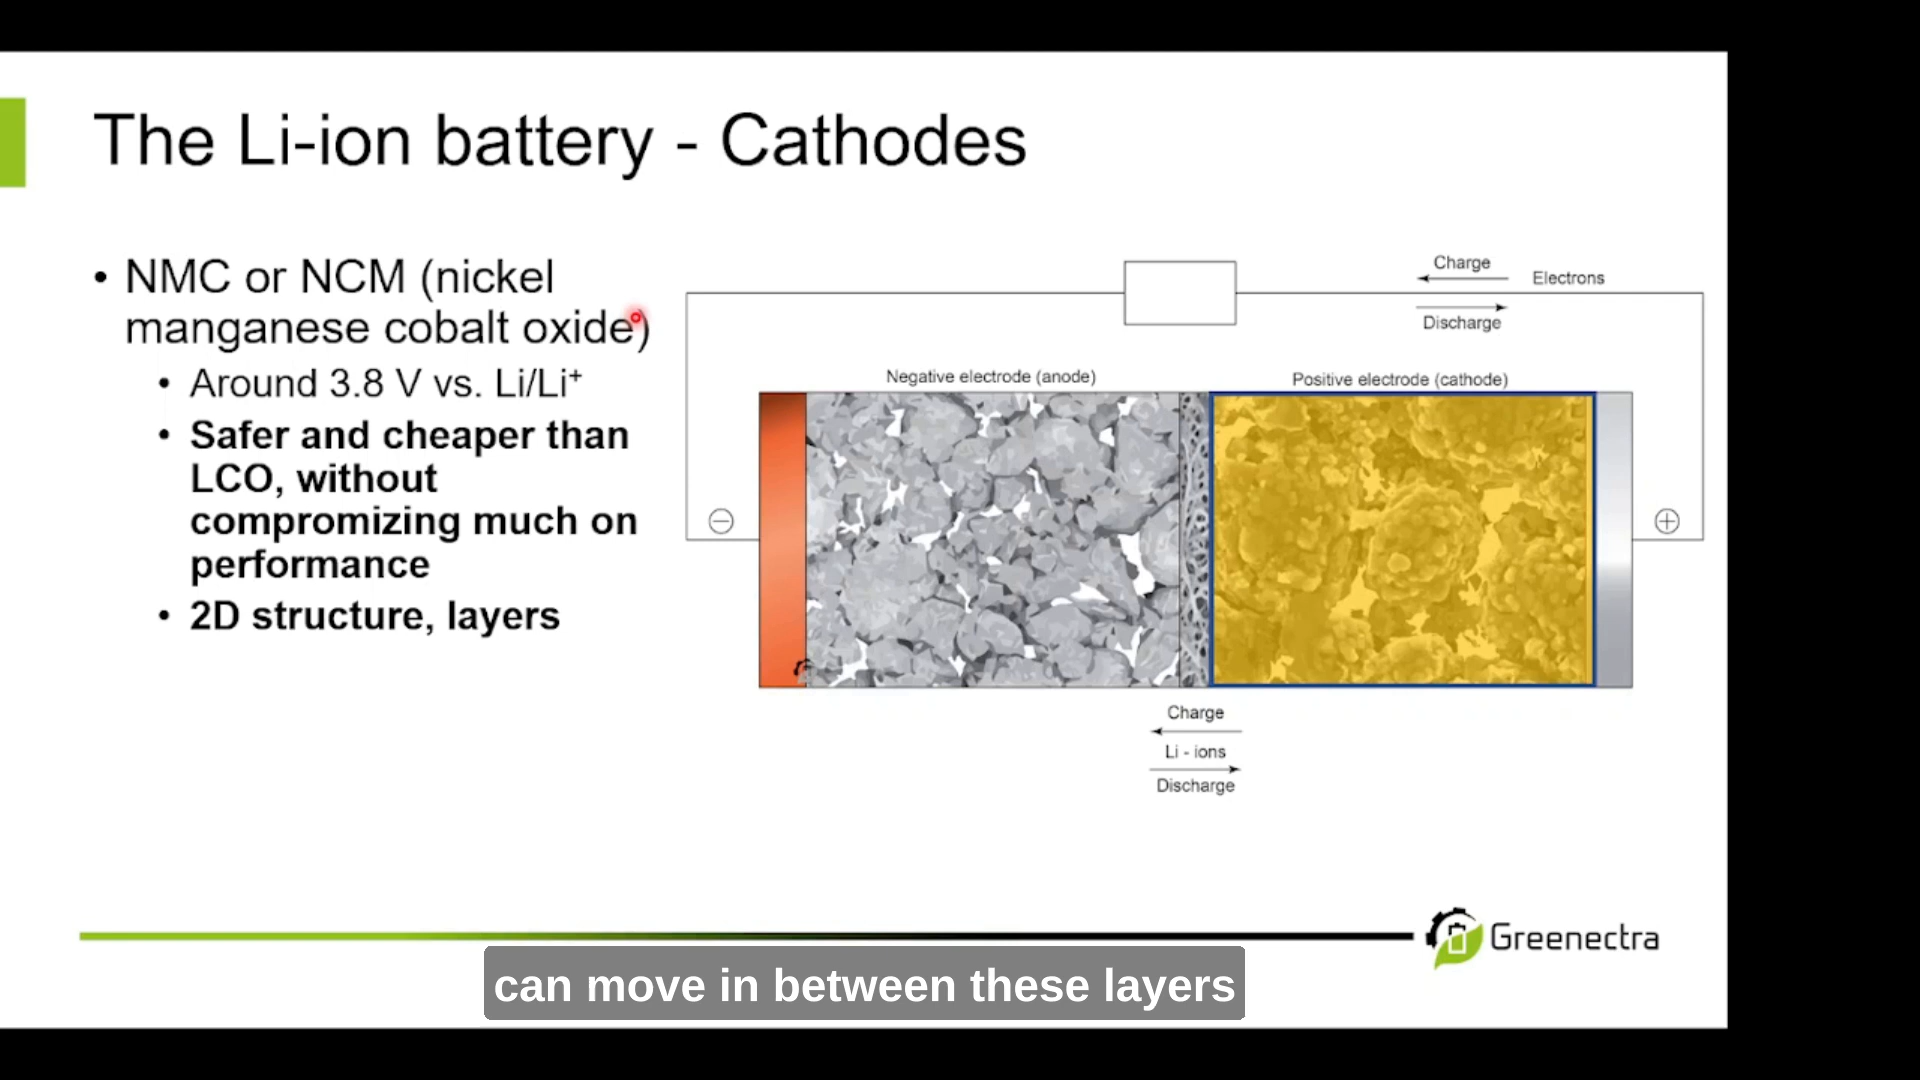 The Li-ion battery - Cathodes
• NMC or NCM (nickel
manganese cobalt oxide)
• Around 3.8 V vs. Li/Li⁺
• Safer and cheaper than
LCO, without
compromizing much on
performance
• 2D structure, layers
Charge
Electrons
Discharge
Negative electrode (anode)
Positive electrode (cathode)
Charge
Li - ions
Discharge
Greenectra
can move in between these layers